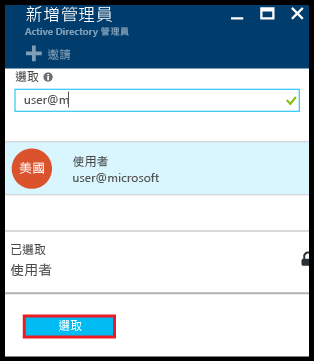 新增管理員
Active Directory 管理員
邀請
選取
user@m
美國
使用者
user@microsoft
已選取
使用者
選取